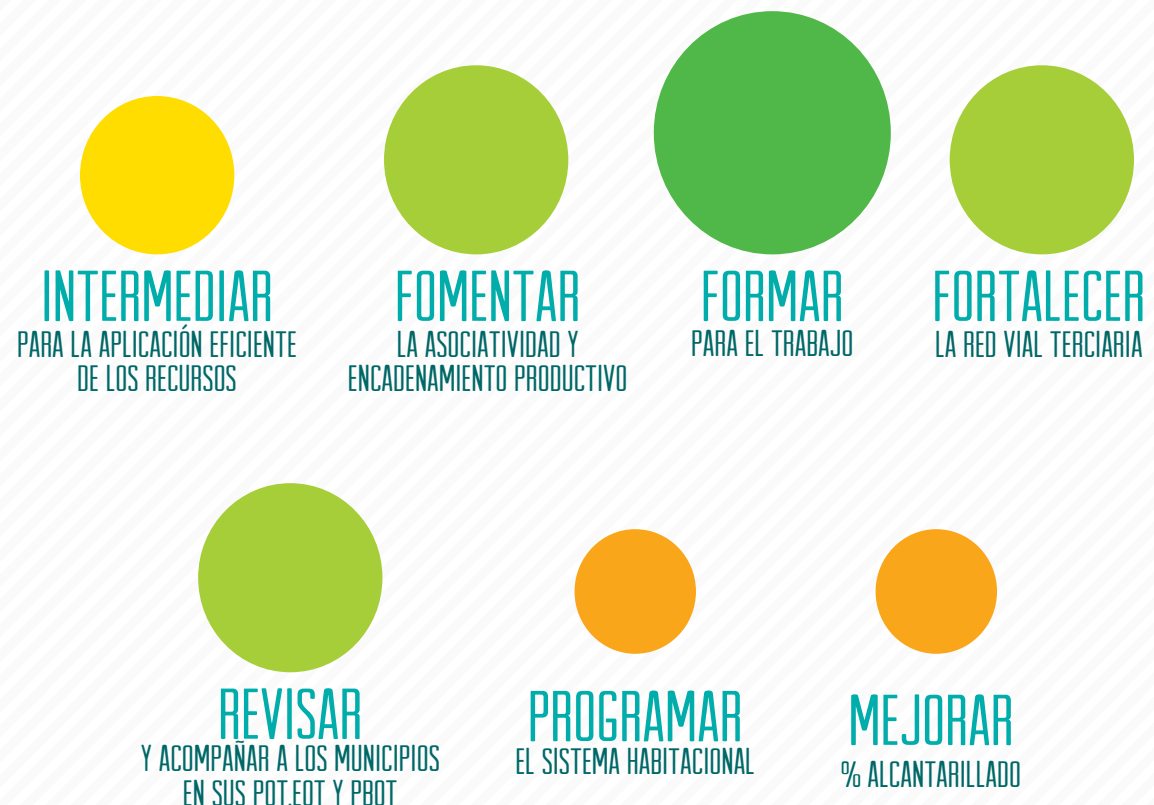 INTERMEDIAR
PARA LA APLICACIÓN EFICIENTE
DE LOS RECURSOS
FOMENTAR
LA ASOCIATIVIDAD Y
ENCADENAMIENTO PRODUCTIVO
FORMAR
PARA EL TRABAJO
FORTALECER
LA RED VIAL TERCIARIA
REVISAR
Y ACOMPAÑAR A LOS MUNICIPIOS
EN SUS POT,EOT Y PBOT
PROGRAMAR
EL SISTEMA HABITACIONAL
MEJORAR
% ALCANTARILLADO